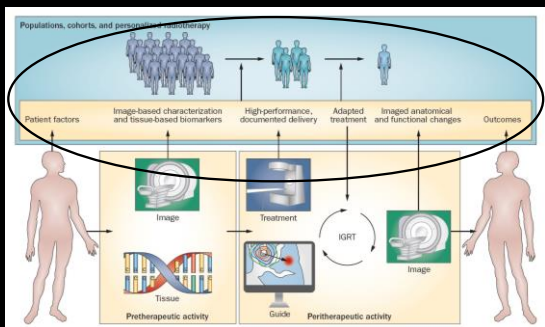 Populations, cohorts, and personalized radiotherapy
Patient factors
Image-based characterization
and tissue-based biomarkers
High-performance,
documented delivery
Adapted
treatment
Imaged anatomical
and functional changes
Outcomes
Image
Treatment
IGRT
Image
Tissue
Guide
Pretherapeutic activity
Peritherapeutic activity